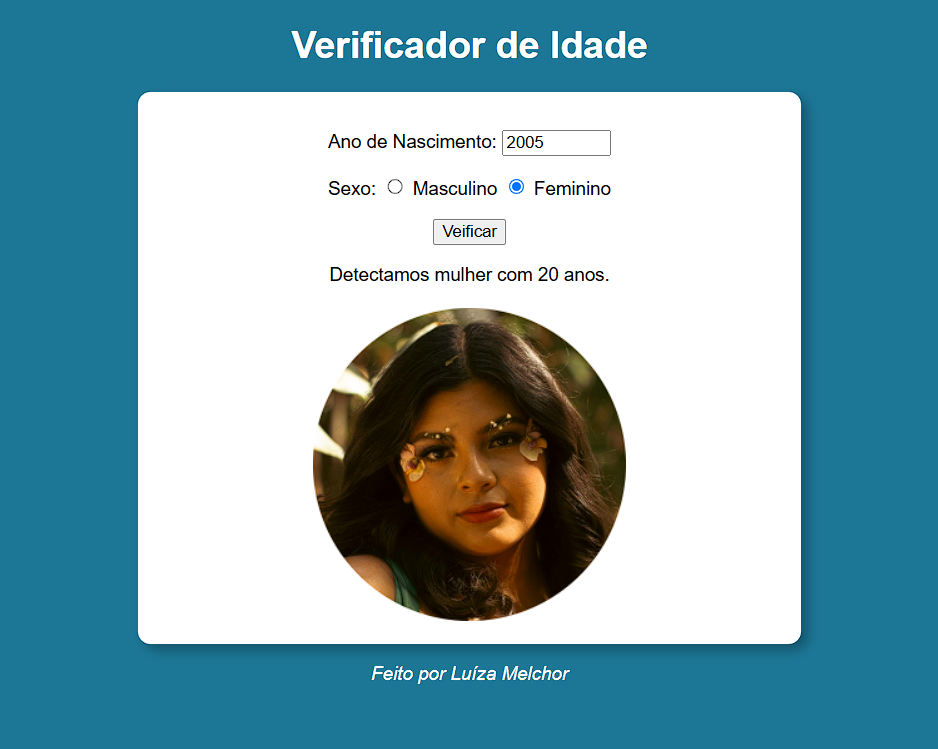 Verificador de Idade
Ano de Nascimento: 2005
Sexo: Masculino Feminino
Veificar
Detectamos mulher com 20 anos.
Feito por Luíza Melchor